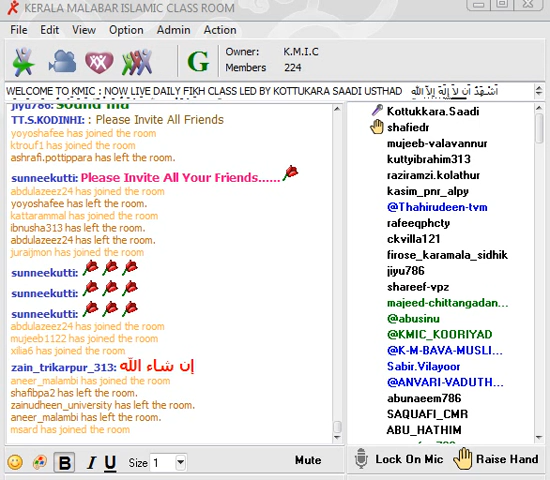 KERALA MALABAR ISLAMIC CLASS ROOM
File Edit View Option Admin Action
G
Owner: K.M.I.C
Members 224
WELCOME TO KMIC : NOW LIVE DAILY FIKH CLASS LED BY KOTTUKARA SAADI USTHAD أشهد أن لا إله إلا الله
jiyu786: sound ma
TT.S.KODINHI: : Please Invite All Friends
yoyoshafee has joined the room
ktrouf1 has joined the room
ashrafi.pottippara has left the room.
sunneekutti: Please Invite All Your Friends......
abdulazeez24 has joined the room
yoyoshafee has left the room.
kattarammal has joined the room
ibnusha313 has left the room.
abdulazeez24 has left the room.
juraijmon has joined the room
sunneekutti:
sunneekutti:
sunneekutti:
abdulazeez24 has joined the room
mujeeb1122 has joined the room
xilia6 has joined the room
zain_trikarpur_313: إن شاء الله
aneer_malambi has joined the room
shafibpa2 has left the room.
zainudheen_university has left the room.
aneer_malambi has left the room.
msard has joined the room
B I U Size 1 Mute
Kottukkara.Saadi
shafiedr
mujeeb-valavannur
kuttyibrahim313
raziramzi.kolathur
kasim_pnr_alpy
@Thahirudeen-tvm
rafeeqphcty
ckvilla121
firose_karamala_sidhik
jiyu786
shareef-vpz
majeed-chittangadan...
@abusinu
@KMIC_KOORIYAD
@K-M-BAVA-MUSLI...
Sabir.Vilayoor
@ANVARI-VADUTH...
abunaeem786
SAQUAFI_CMR
ABU_HATHIM
Lock On Mic Raise Hand